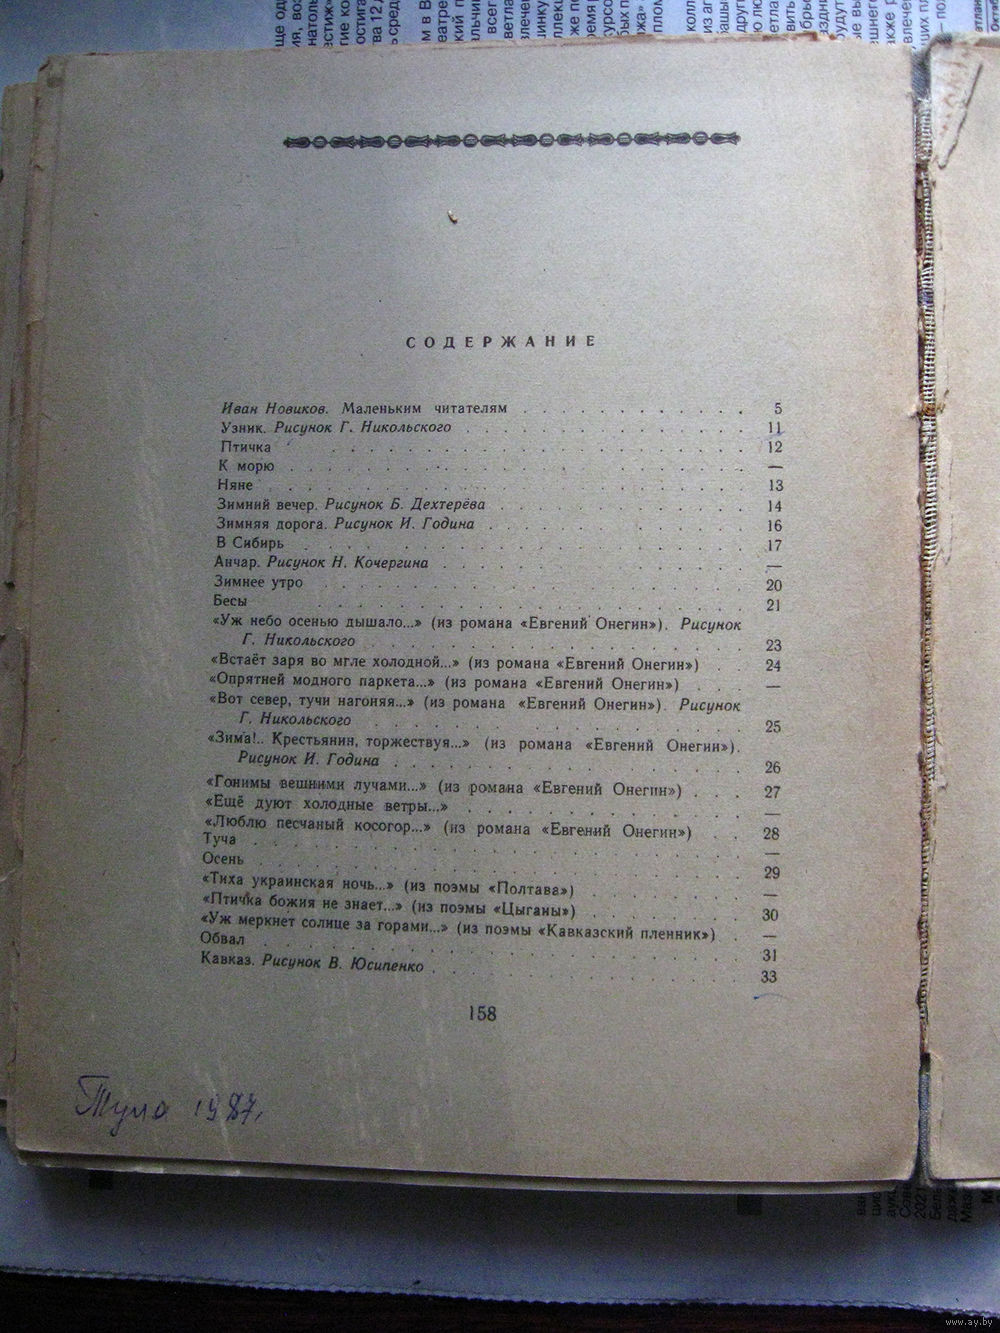 СОДЕРЖАНИЕ
Иван Новиков. Маленьким читателям . . . . . . . . . . . . 5
Узник. Рисунок Г. Никольского . . . . . . . . . . . . . 11
Птичка . . . . . . . . . . . . . . . . . . . 12
К морю . . . . . . . . . . . . . . . . . . . —
Няне . . . . . . . . . . . . . . . . . . . 13
Зимний вечер. Рисунок Б. Дехтерёва . . . . . . . . . . . 14
Зимняя дорога. Рисунок И. Година . . . . . . . . . . . . 16
В Сибирь . . . . . . . . . . . . . . . . . . 17
Анчар. Рисунок Н. Кочергина . . . . . . . . . . . . . —
Зимнее утро . . . . . . . . . . . . . . . . . 20
Бесы . . . . . . . . . . . . . . . . . . . 21
«Уж небо осенью дышало...» (из романа «Евгений Онегин»). Рисунок
Г. Никольского . . . . . . . . . . . . . . . . 23
«Встаёт заря во мгле холодной...» (из романа «Евгений Онегин») . 24
«Опрятней модного паркета...» (из романа «Евгений Онегин») . . . —
«Вот север, тучи нагоняя...» (из романа «Евгений Онегин»). Рисунок
Г. Никольского . . . . . . . . . . . . . . . . 25
«Зима!.. Крестьянин, торжествуя...» (из романа «Евгений Онегин»).
Рисунок И. Година . . . . . . . . . . . . . . . 26
«Гонимы вешними лучами...» (из романа «Евгений Онегин») . . . 27
«Ещё дуют холодные ветры...» . . . . . . . . . . . . . —
«Люблю песчаный косогор...» (из романа «Евгений Онегин») . . 28
Туча . . . . . . . . . . . . . . . . . . . —
Осень . . . . . . . . . . . . . . . . . . . 29
«Тиха украинская ночь...» (из поэмы «Полтава») . . . . . . . —
«Птичка божия не знает...» (из поэмы «Цыганы») . . . . . . . 30
«Уж меркнет солнце за горами...» (из поэмы «Кавказский пленник») . —
Обвал . . . . . . . . . . . . . . . . . . . 31
Кавказ. Рисунок В. Юсипенко . . . . . . . . . . . . . 33
158
Тула 1987.
www.ay.by